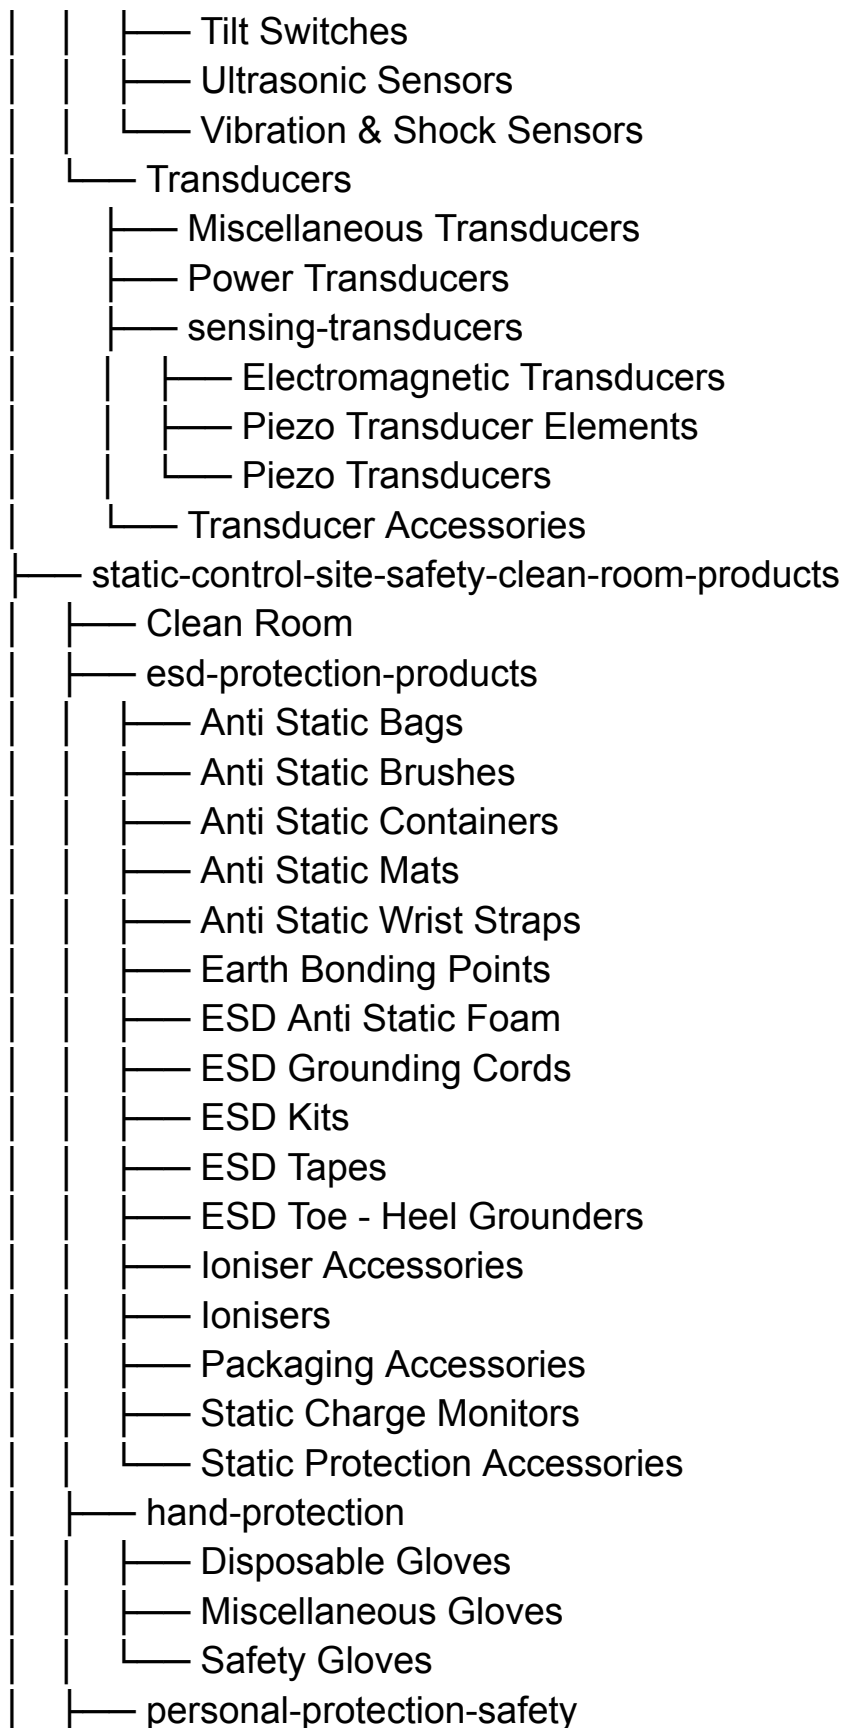 │   │   ├── Tilt Switches
│   │   ├── Ultrasonic Sensors
│   │   └── Vibration & Shock Sensors
│   └── Transducers
│       ├── Miscellaneous Transducers
│       ├── Power Transducers
│       ├── sensing-transducers
│       │   ├── Electromagnetic Transducers
│       │   ├── Piezo Transducer Elements
│       │   └── Piezo Transducers
│       └── Transducer Accessories
├── static-control-site-safety-clean-room-products
│   ├── Clean Room
│   ├── esd-protection-products
│   │   ├── Anti Static Bags
│   │   ├── Anti Static Brushes
│   │   ├── Anti Static Containers
│   │   ├── Anti Static Mats
│   │   ├── Anti Static Wrist Straps
│   │   ├── Earth Bonding Points
│   │   ├── ESD Anti Static Foam
│   │   ├── ESD Grounding Cords
│   │   ├── ESD Kits
│   │   ├── ESD Tapes
│   │   ├── ESD Toe - Heel Grounders
│   │   ├── Ioniser Accessories
│   │   ├── Ionisers
│   │   ├── Packaging Accessories
│   │   ├── Static Charge Monitors
│   │   └── Static Protection Accessories
│   ├── hand-protection
│   │   ├── Disposable Gloves
│   │   ├── Miscellaneous Gloves
│   │   └── Safety Gloves
│   ├── personal-protection-safety